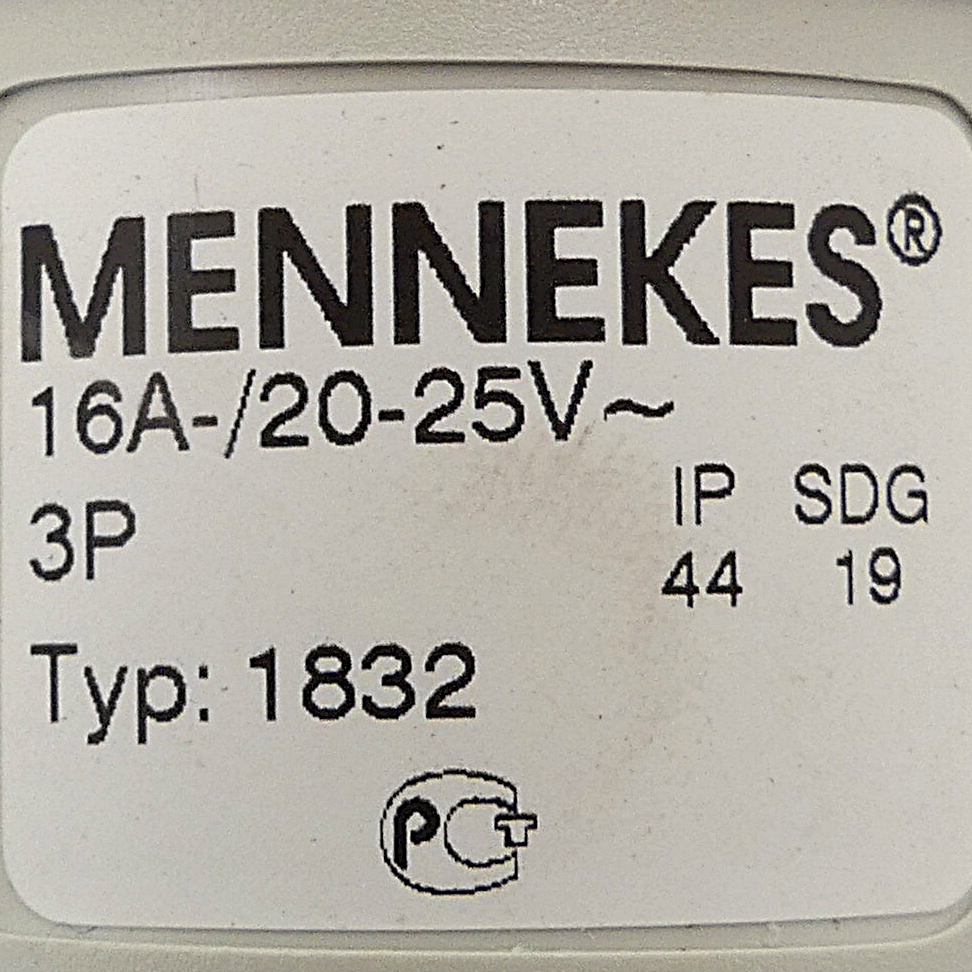 MENNEKES®
16A-/20-25V~
3P
IP SDG
44 19
Typ: 1832
PCT